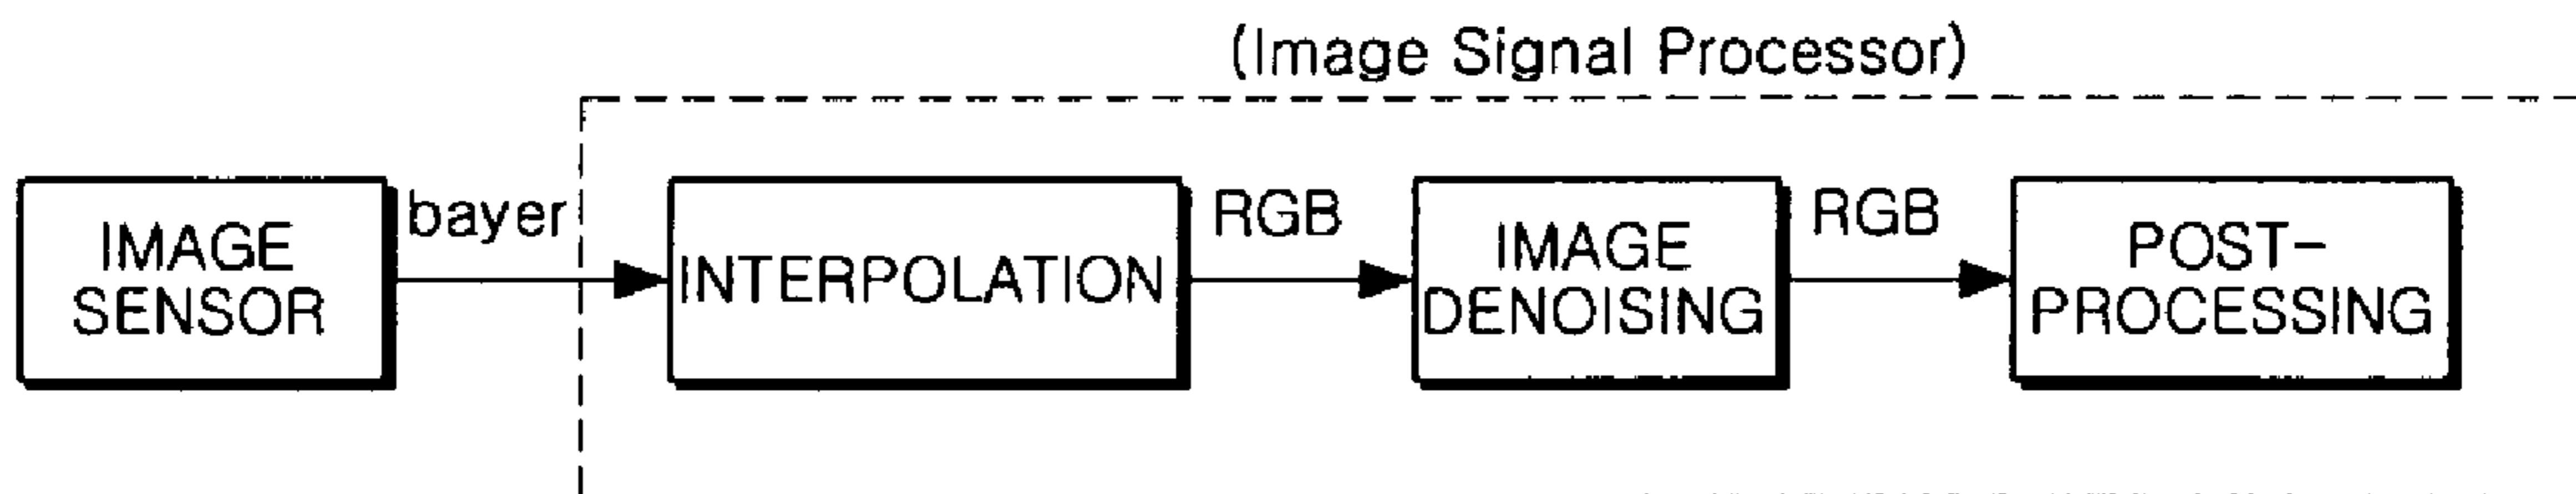 (Image Signal Processor)
IMAGE
SENSOR
bayer
INTERPOLATION
RGB
IMAGE
DENOISING
RGB
POST-
PROCESSING